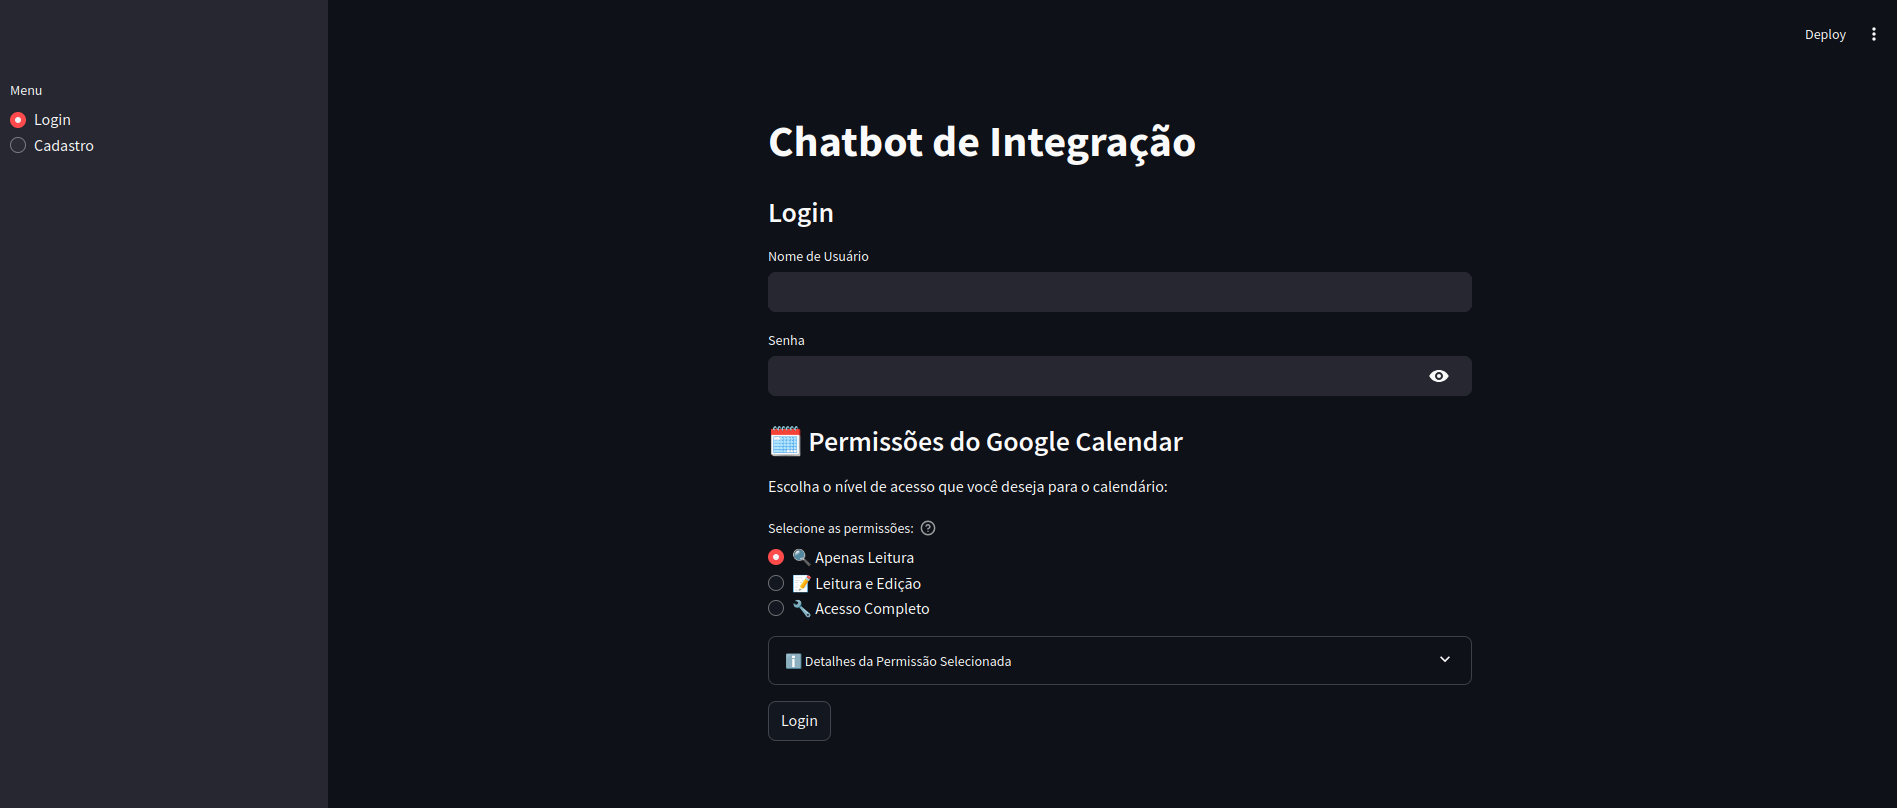 Deploy
Menu
Login
Cadastro
Chatbot de Integração
Login
Nome de Usuário
Senha
🗓️ Permissões do Google Calendar
Escolha o nível de acesso que você deseja para o calendário:
Selecione as permissões:
🔍 Apenas Leitura
📝 Leitura e Edição
🔧 Acesso Completo
ℹ️ Detalhes da Permissão Selecionada
Login